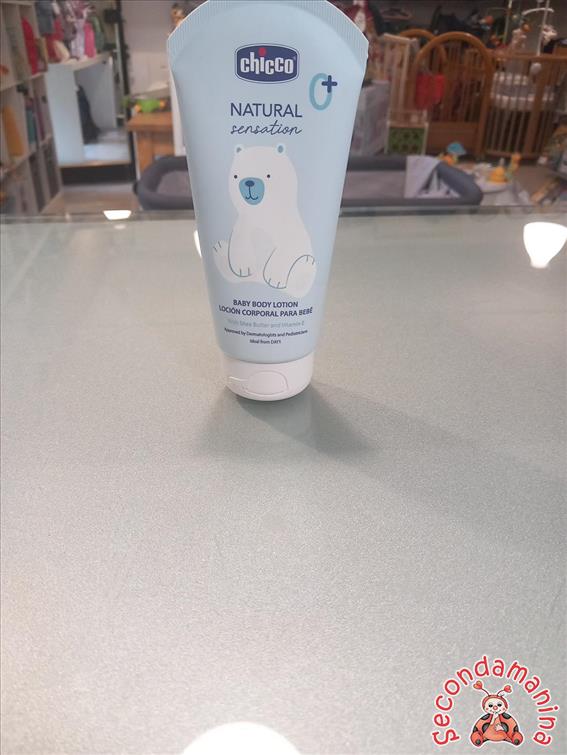 chicco
0+
NATURAL
sensation
BABY BODY LOTION
LOCIÓN CORPORAL PARA BEBÉ
With Shea Butter and Vitamin E
Approved by Dermatologists and Pediatricians
Ideal from DAY1
Secondamanina